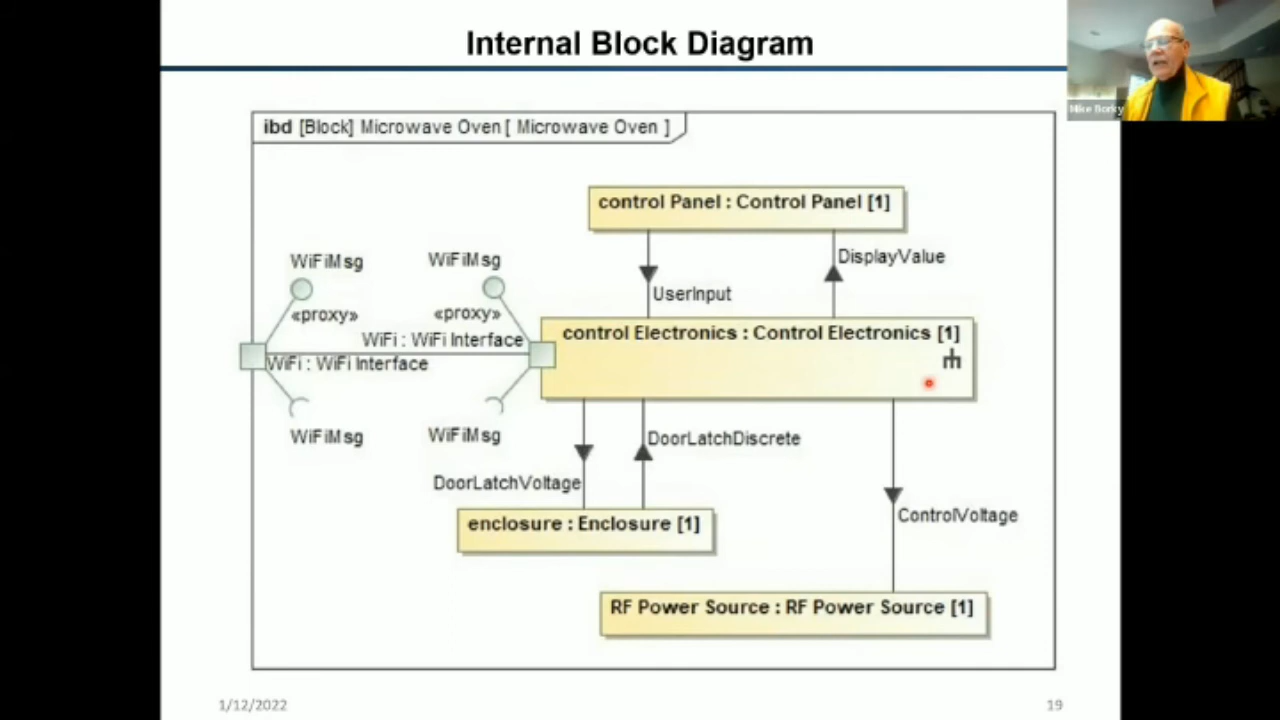 Internal Block Diagram
Mike Borky
ibd [Block] Microwave Oven [ Microwave Oven ]
control Panel : Control Panel [1]
DisplayValue
UserInput
WiFiMsg
WiFiMsg
«proxy»
«proxy»
WiFi : WiFi Interface
WiFi : WiFi Interface
control Electronics : Control Electronics [1]
WiFiMsg
WiFiMsg
DoorLatchDiscrete
DoorLatchVoltage
ControlVoltage
enclosure : Enclosure [1]
RF Power Source : RF Power Source [1]
1/12/2022
19